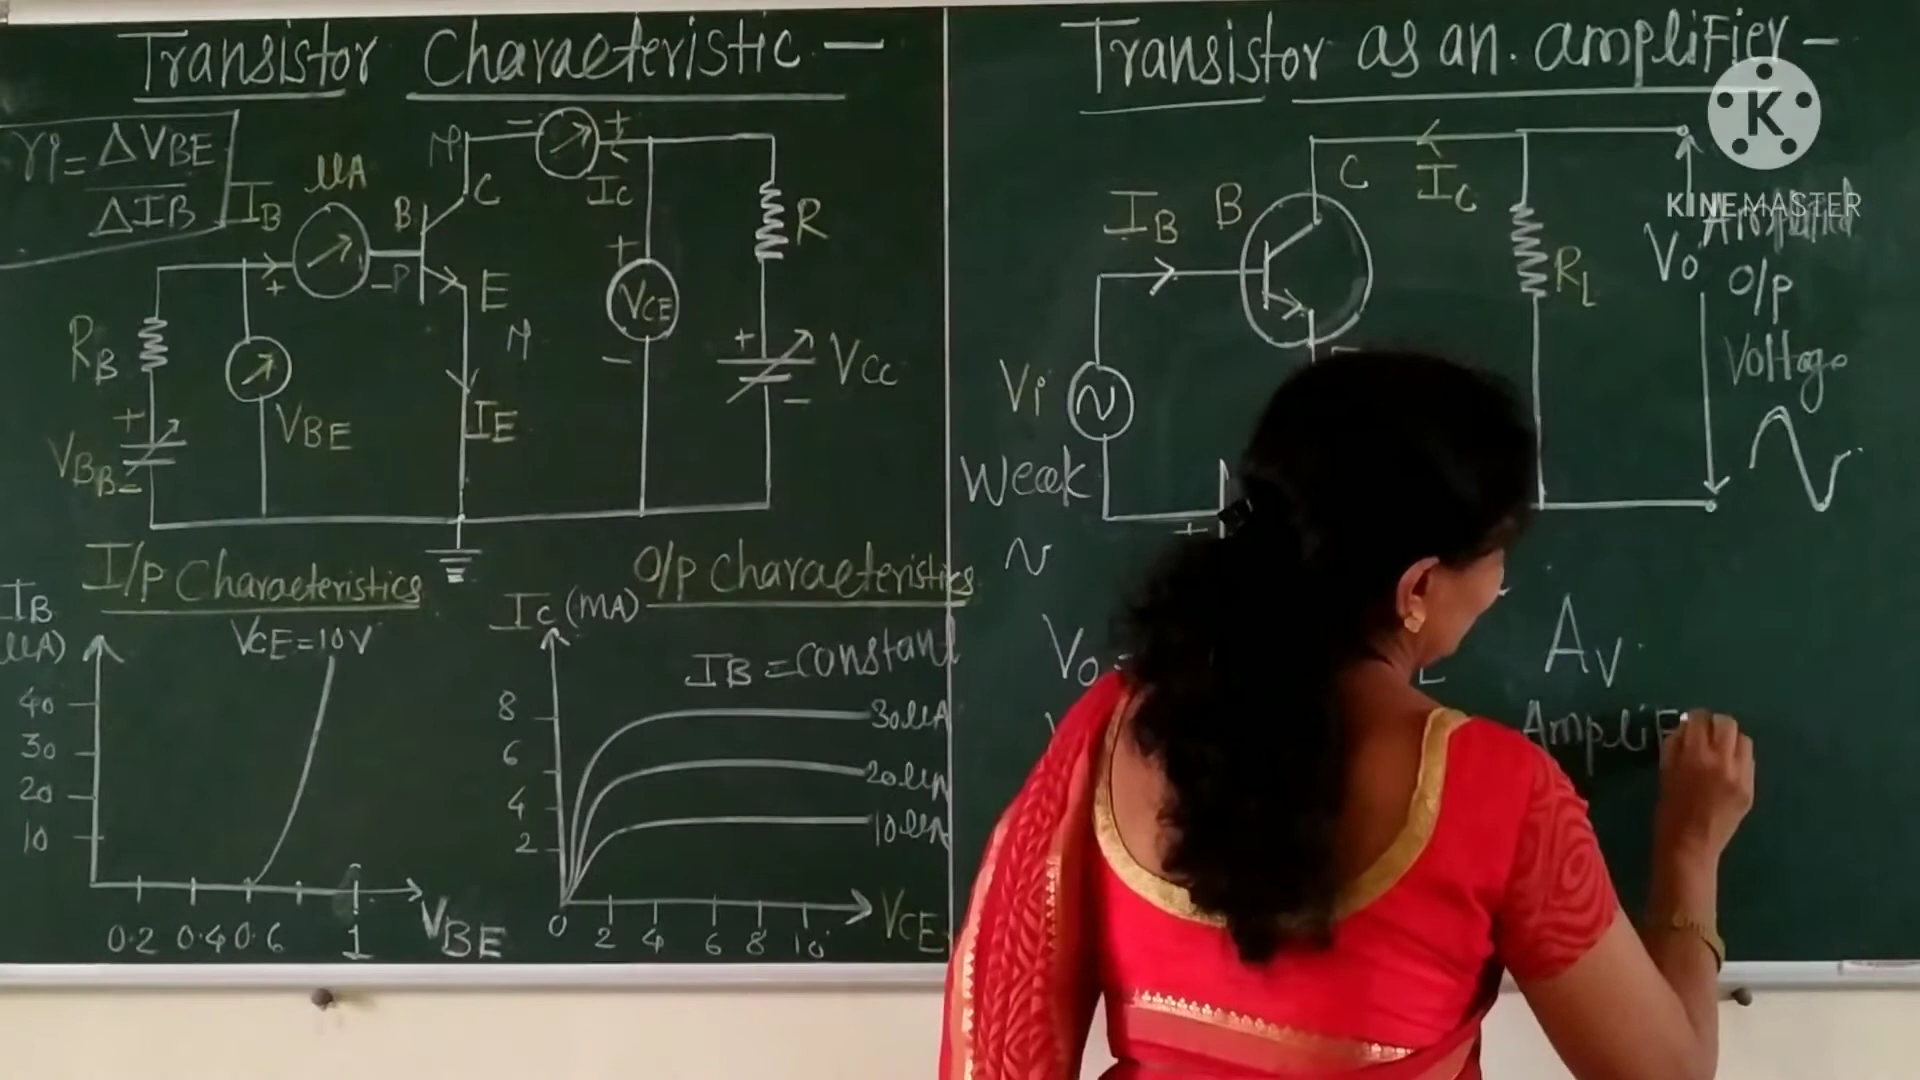 Transistor Characteristic —
ri = ΔVBE
ΔIB
IB
μA
B
C
E
IC
R
VCE
VCC
RB
VBE
IE
VBB
I/p Characteristics
VCE=10V
IB
(μA)
40
30
20
10
0.2 0.4 0.6 1 VBE
O/p Characteristics
IC (mA)
IB = constant
8
6
4
2
30μA
20μA
10μA
0 2 4 6 8 10 VCE
Transistor as an. amplifier —
IB
B
C
IC
RL
Vi
Weak
Vo
O/p
Voltage
Vo
AV
Amplif
K
KINEMASTER